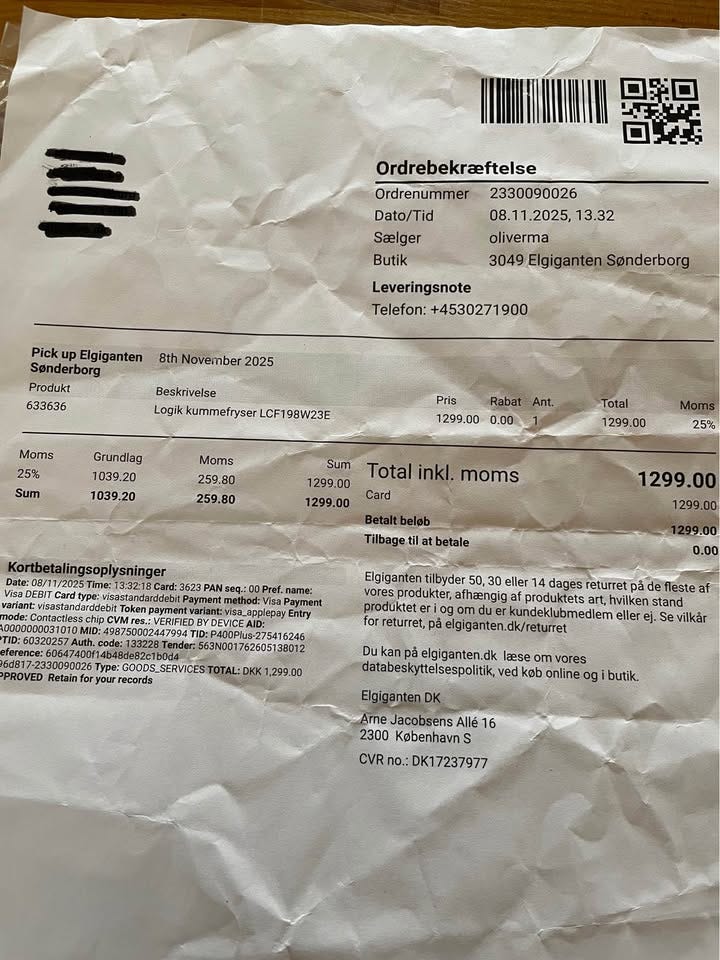 Ordrebekræftelse
Ordrenummer 2330090026
Dato/Tid 08.11.2025, 13.32
Sælger oliverma
Butik 3049 Elgiganten Sønderborg
Leveringsnote
Telefon: +4530271900
Pick up Elgiganten Sønderborg 8th November 2025
Produkt Beskrivelse Pris Rabat Ant. Total Moms
633636 Logik kummefryser LCF198W23E 1299.00 0.00 1 1299.00 25%
Moms Grundlag Moms Sum
25% 1039.20 259.80 1299.00
Sum 1039.20 259.80 1299.00
Total inkl. moms 1299.00
Card 1299.00
Betalt beløb 1299.00
Tilbage til at betale 0.00
Kortbetalingsoplysninger
Date: 08/11/2025 Time: 13:32:18 Card: 3623 PAN seq.: 00 Pref. name:
Visa DEBIT Card type: visastandarddebit Payment method: Visa Payment
variant: visastandarddebit Token payment variant: visa_applepay Entry
mode: Contactless chip CVM res.: VERIFIED BY DEVICE AID:
A0000000031010 MID: 498750002447994 TID: P400Plus-275416246
PTID: 60320257 Auth. code: 133228 Tender: 563N001762605138012
eference: 60647400f14b48de82c1b0d4
96d817-2330090026 Type: GOODS_SERVICES TOTAL: DKK 1,299.00
PPROVED Retain for your records
Elgiganten tilbyder 50, 30 eller 14 dages returret på de fleste af
vores produkter, afhængig af produktets art, hvilken stand
produktet er i og om du er kundeklubmedlem eller ej. Se vilkår
for returret, på elgiganten.dk/returret
Du kan på elgiganten.dk læse om vores
databeskyttelsespolitik, ved køb online og i butik.
Elgiganten DK
Arne Jacobsens Allé 16
2300 København S
CVR no.: DK17237977